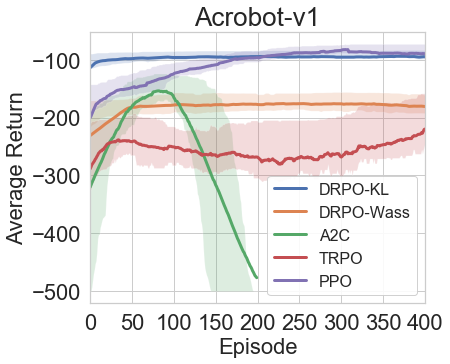 Acrobot-v1
Average Return
−100
−200
−300
−400
−500
0 50 100 150 200 250 300 350 400
Episode
DRPO-KL
DRPO-Wass
A2C
TRPO
PPO